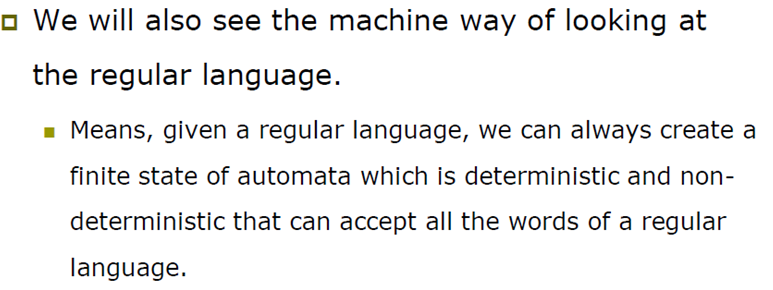 We will also see the machine way of looking at
the regular language.
Means, given a regular language, we can always create a
finite state of automata which is deterministic and non-
deterministic that can accept all the words of a regular
language.